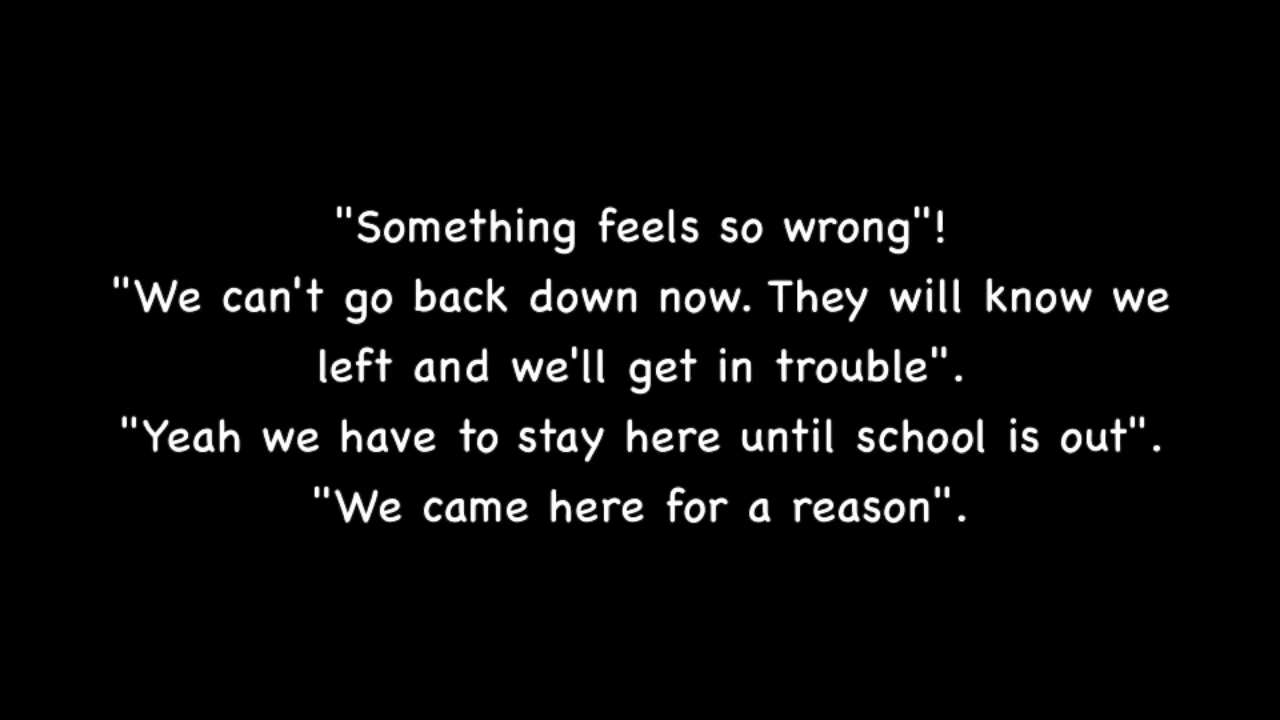 "Something feels so wrong"!
"We can't go back down now. They will know we
left and we'll get in trouble".
"Yeah we have to stay here until school is out".
"We came here for a reason".